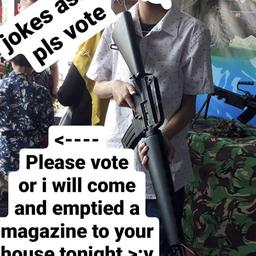 jokes as
pls vote
<----
Please vote
or i will come
and emptied a
magazine to your
house tonight >:v